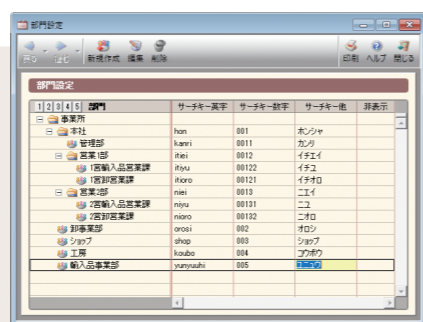 部門設定
戻る 進む 新規作成 編集 削除 印刷 ヘルプ 閉じる
部門設定
1 2 3 4 5 部門 サーチキー英字 サーチキー数字 サーチキー他 非表示
事業所
本社 hon 001 ホンシャ
管理部 kanri 0011 カンリ
営業1部 itiei 0012 イチエイ
1営輸入品営業課 itiyu 00122 イチユ
1営卸営業課 itioro 00121 イチオロ
営業2部 niei 0013 ニエイ
2営輸入品営業課 niyu 00131 ニユ
2営卸営業課 nioro 00132 ニオロ
卸事業部 orosi 002 オロシ
ショップ shop 003 ショップ
工房 koubo 004 コウボウ
輸入品事業部 yunyuuhi 005 ユニュウ